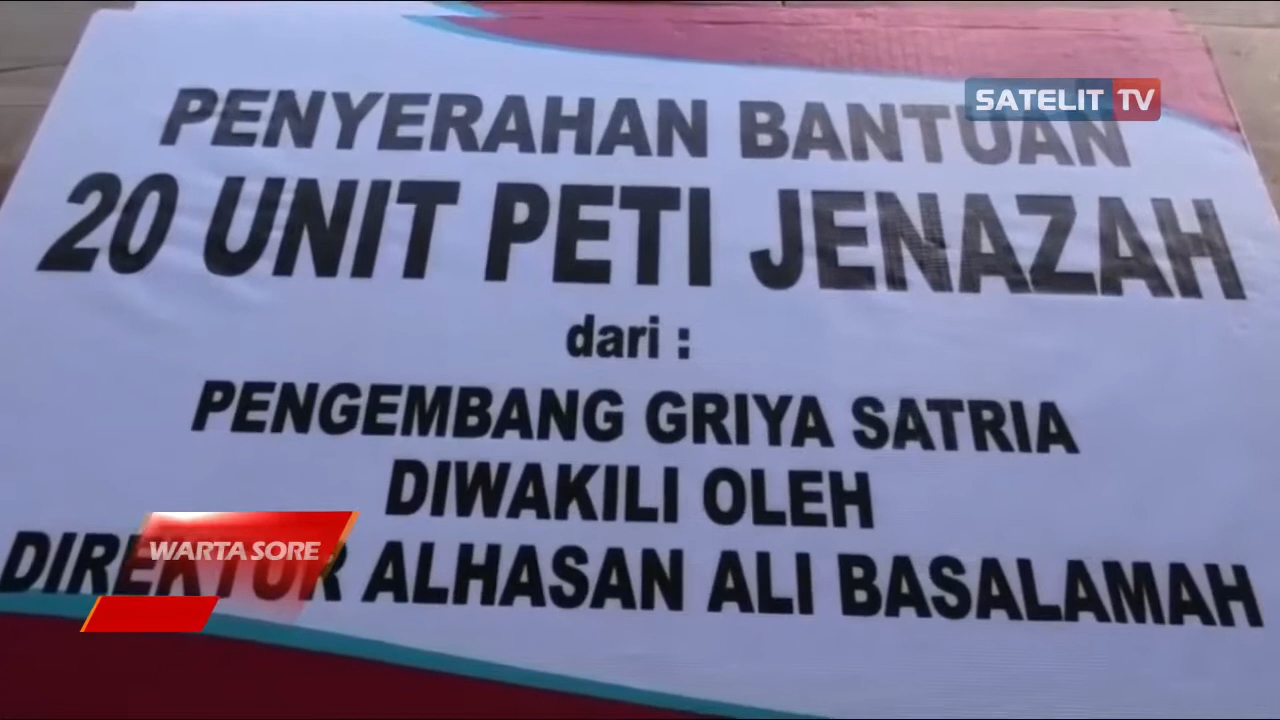 SATELIT TV
PENYERAHAN BANTUAN
20 UNIT PETI JENAZAH
dari :
PENGEMBANG GRIYA SATRIA
DIWAKILI OLEH
DIREKTUR ALHASAN ALI BASALAMAH
WARTA SORE